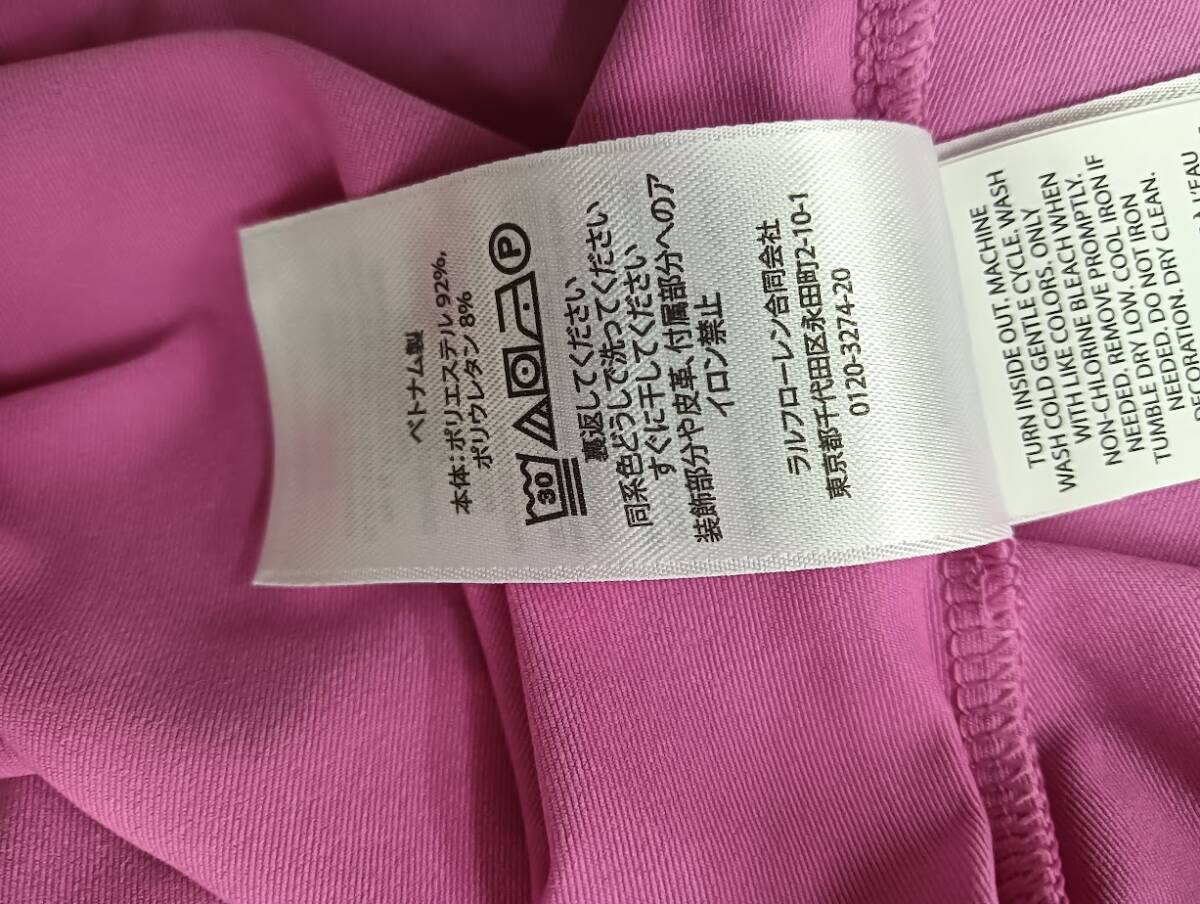 ベトナム製
本体：ポリエステル 92%,
ポリウレタン 8%
30 P
裏返してください
同系色どうしで洗ってください
すぐに干してください
装飾部分や皮革、付属部分へのア
イロン禁止
ラルフローレン合同会社
東京都千代田区永田町2-10-1
0120-3274-20
TURN INSIDE OUT. MACHINE
WASH COLD GENTLE CYCLE. WASH
WITH LIKE COLORS. ONLY
NON-CHLORINE BLEACH WHEN
NEEDED. REMOVE PROMPTLY.
TUMBLE DRY LOW. COOL IRON IF
NEEDED. DO NOT IRON
DECORATION. DRY CLEAN.
L'EAU